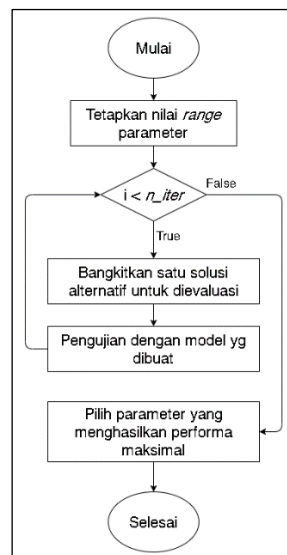 Mulai
Tetapkan nilai range
parameter
i < n_iter
False
True
Bangkitkan satu solusi
alternatif untuk dievaluasi
Pengujian dengan model yg
dibuat
Pilih parameter yang
menghasilkan performa
maksimal
Selesai